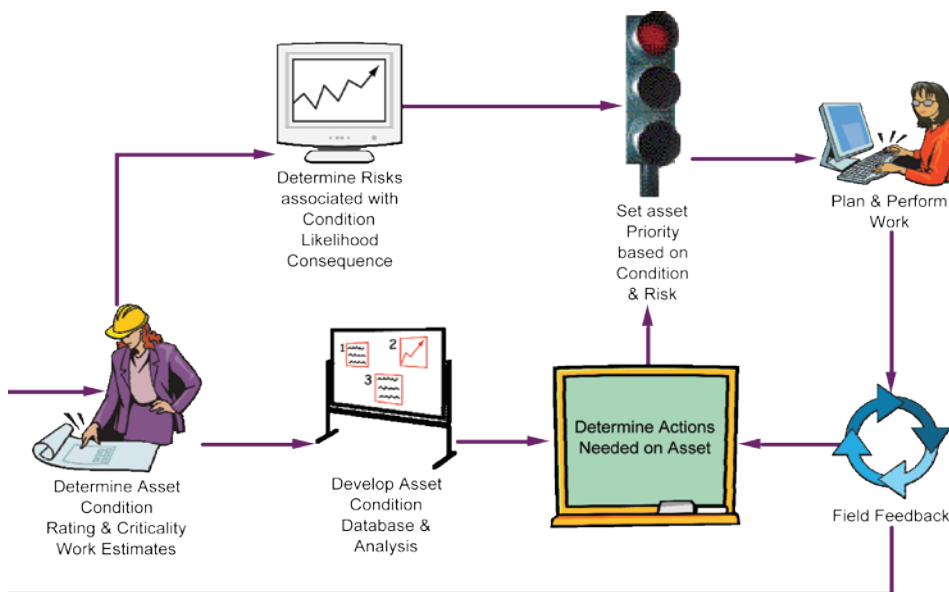 Determine Risks
associated with
Condition
Likelihood
Consequence
Set asset
Priority
based on
Condition
& Risk
Plan & Perform
Work
1
2
3
Determine Asset
Condition
Rating & Criticality
Work Estimates
Develop Asset
Condition
Database &
Analysis
Determine Actions
Needed on Asset
Field Feedback